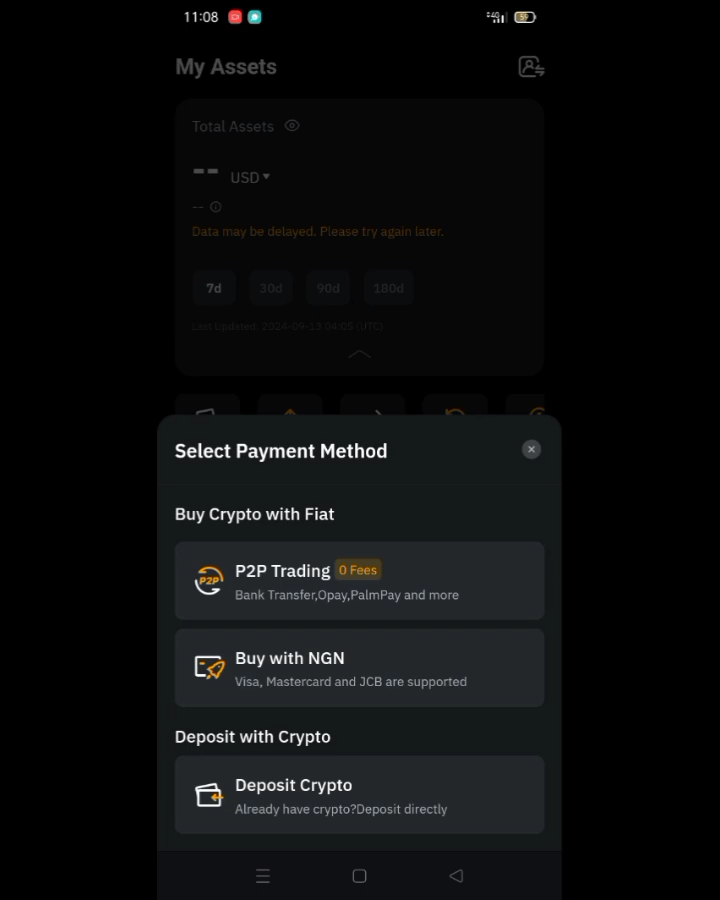 11:08
4G
59
My Assets
Total Assets
-- USD
--
Data may be delayed. Please try again later.
7d 30d 90d 180d
Last Updated: 2024-09-13 04:05 (UTC)
Select Payment Method
Buy Crypto with Fiat
P2P
P2P Trading 0 Fees
Bank Transfer,Opay,PalmPay and more
Buy with NGN
Visa, Mastercard and JCB are supported
Deposit with Crypto
Deposit Crypto
Already have crypto?Deposit directly